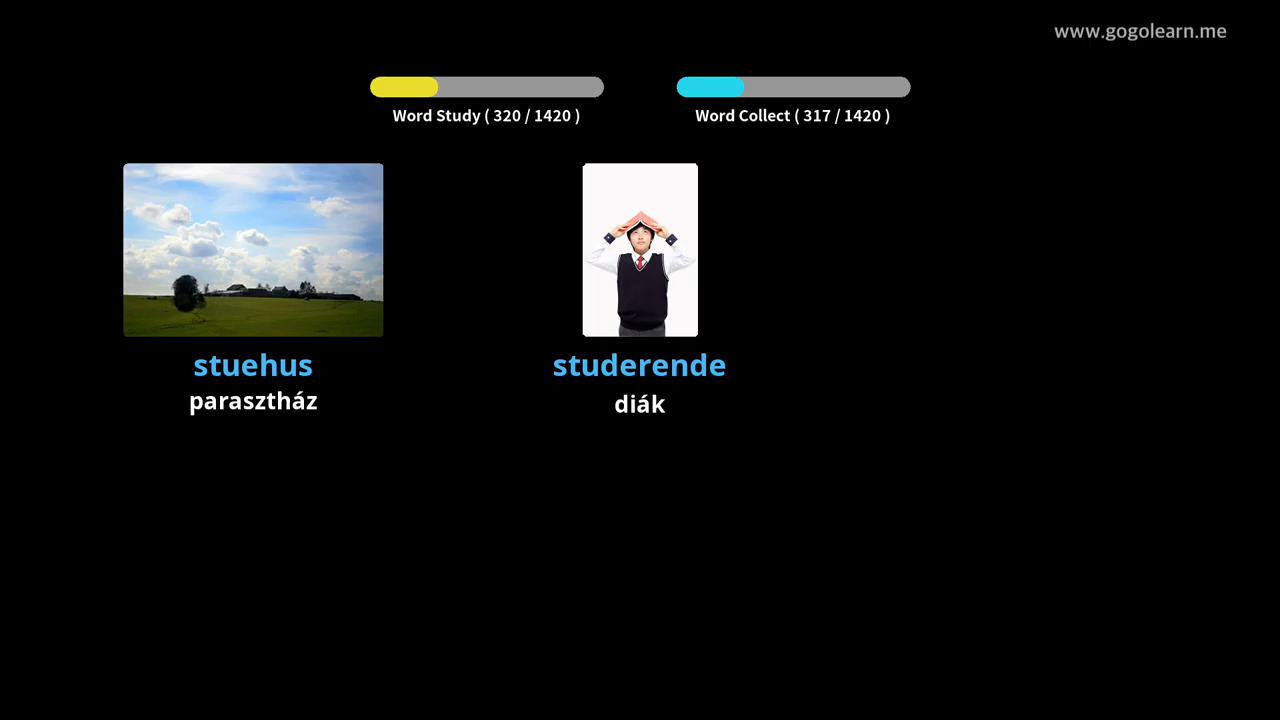 www.gogolearn.me
Word Study ( 320 / 1420 )
Word Collect ( 317 / 1420 )
stuehus
parasztház
studerende
diák